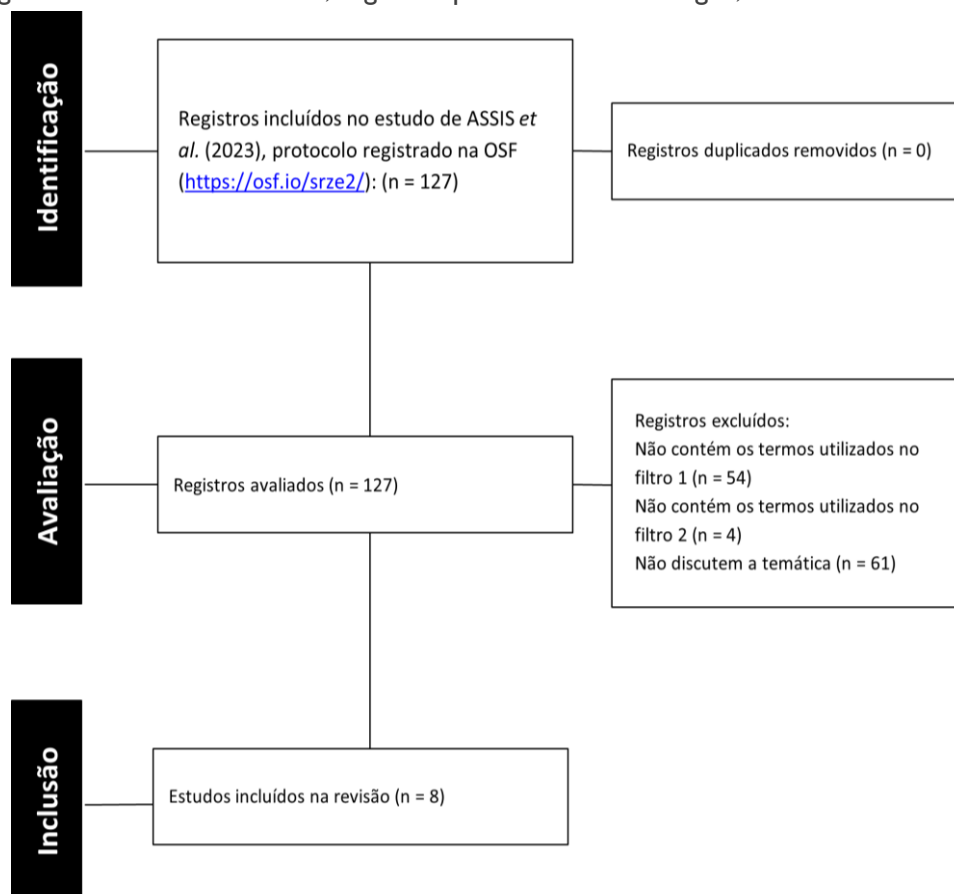 Identificação
Registros incluídos no estudo de ASSIS et
al. (2023), protocolo registrado na OSF
(https://osf.io/srze2/): (n = 127)
Registros duplicados removidos (n = 0)
Avaliação
Registros avaliados (n = 127)
Registros excluídos:
Não contém os termos utilizados no
filtro 1 (n = 54)
Não contém os termos utilizados no
filtro 2 (n = 4)
Não discutem a temática (n = 61)
Inclusão
Estudos incluídos na revisão (n = 8)